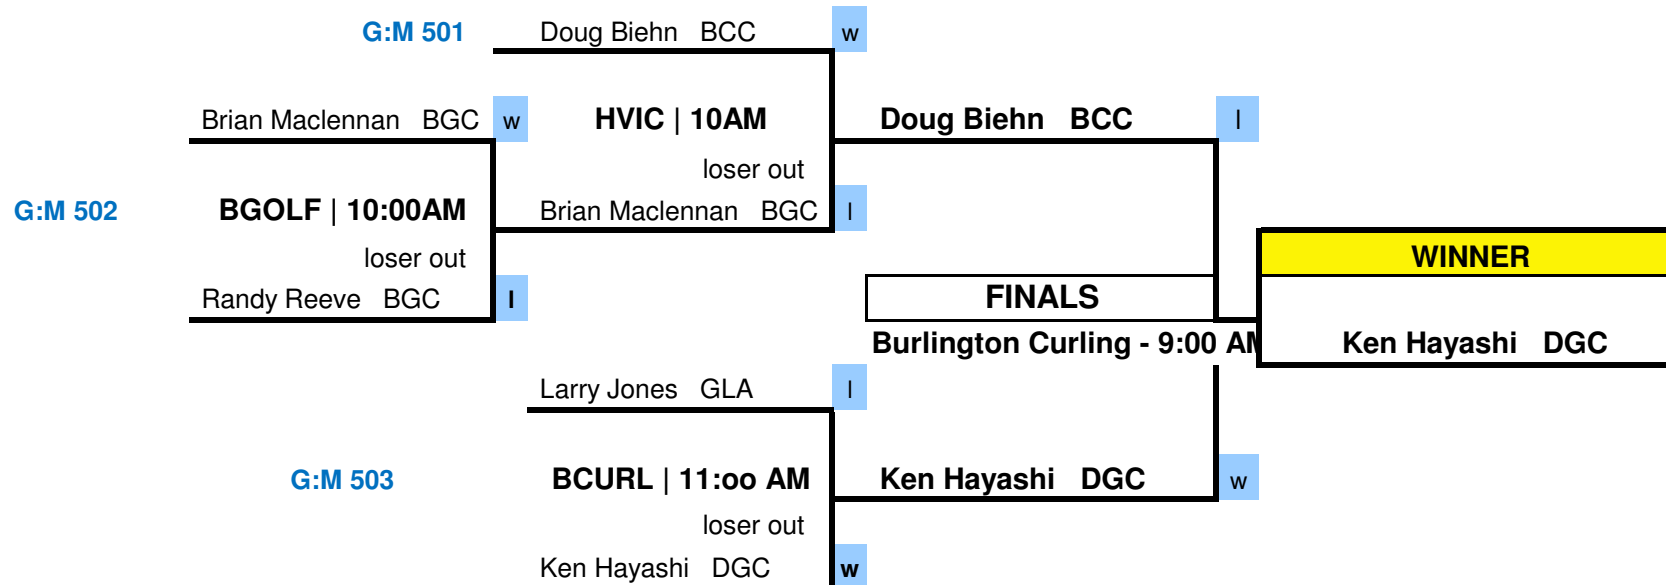 G:M 501 Doug Biehn BCC w
Brian Maclennan BGC w HVIC | 10AM Doug Biehn BCC l
loser out
G:M 502 BGOLF | 10:00AM Brian Maclennan BGC l
loser out WINNER
Randy Reeve BGC l FINALS
Burlington Curling - 9:00 AM Ken Hayashi DGC
Larry Jones GLA l
G:M 503 BCURL | 11:oo AM Ken Hayashi DGC w
loser out
Ken Hayashi DGC w